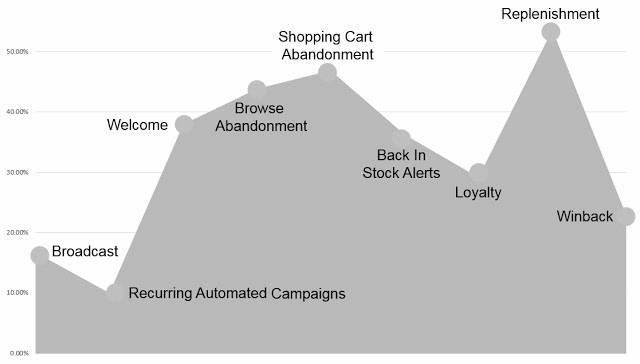 Replenishment
Shopping Cart
Abandonment
50.00%
40.00%
Browse
Abandonment
Welcome
Back In
Stock Alerts
30.00%
Loyalty
Winback
20.00%
Broadcast
10.00%
Recurring Automated Campaigns
0.00%